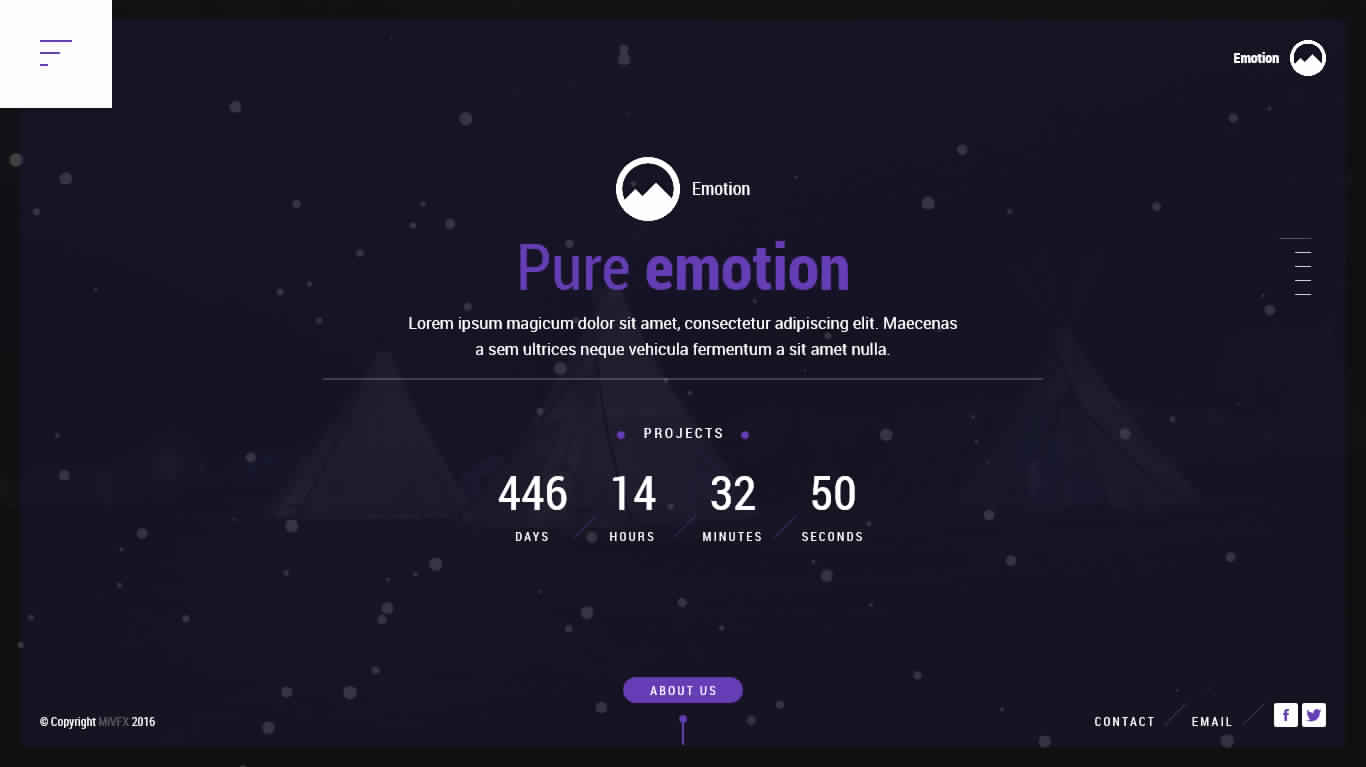 Emotion
Emotion
Pure emotion
Lorem ipsum magicum dolor sit amet, consectetur adipiscing elit. Maecenas
a sem ultrices neque vehicula fermentum a sit amet nulla.
PROJECTS
446 14 32 50
DAYS HOURS MINUTES SECONDS
ABOUT US
© Copyright MIVFX 2016
CONTACT EMAIL